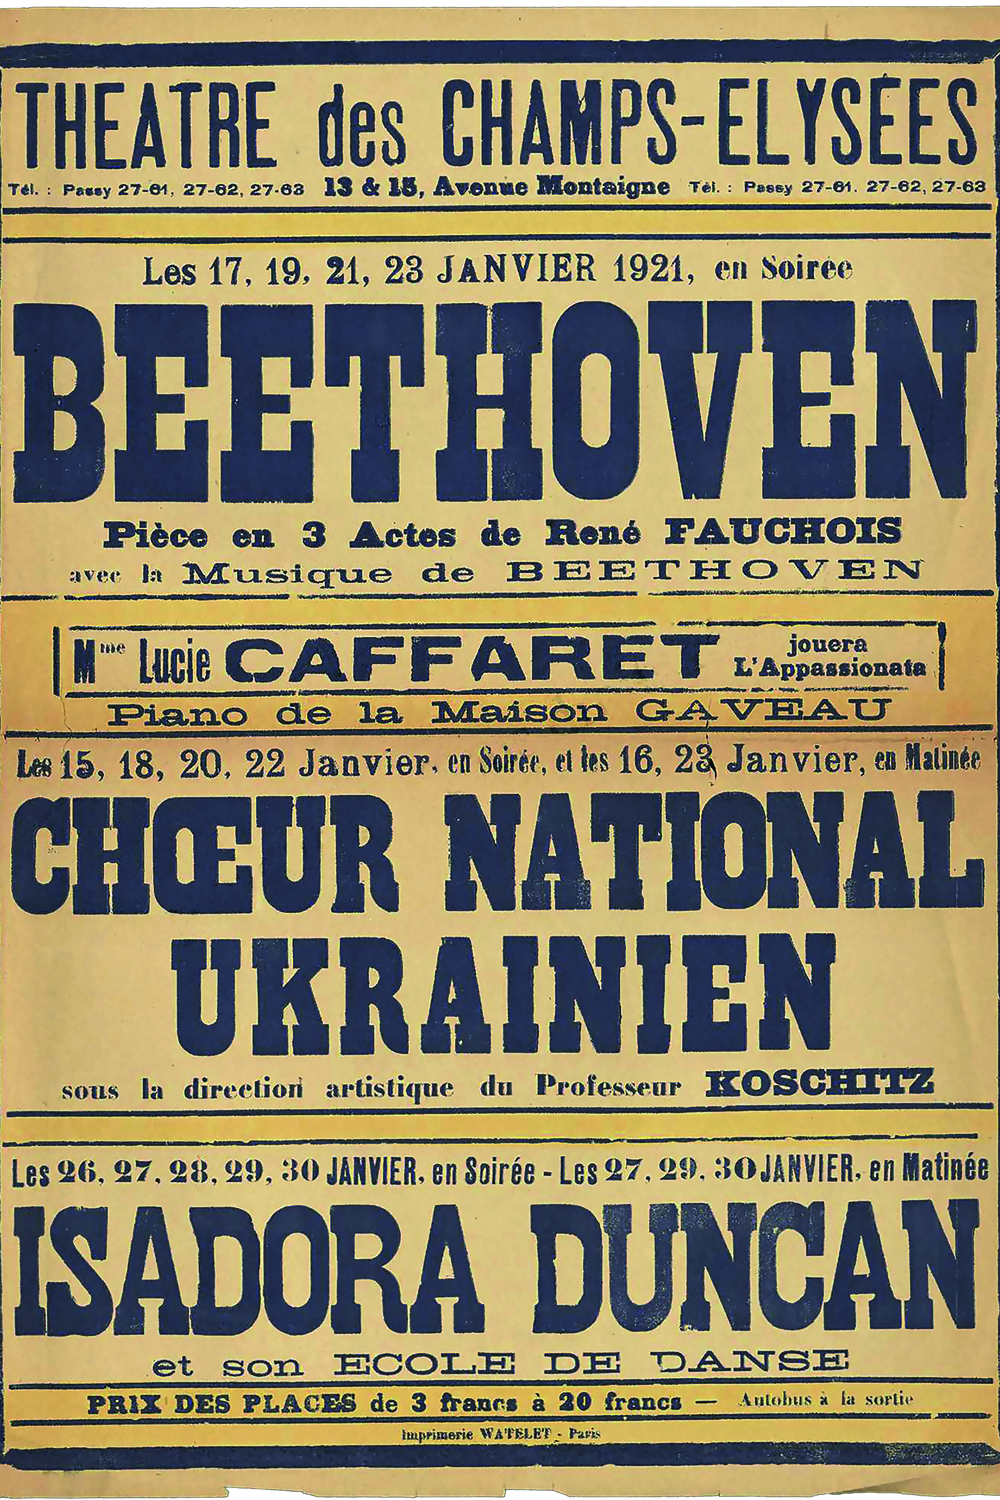 THEATRE des CHAMPS-ELYSÉES
Tél. : Passy 27-61, 27-62, 27-63 13 & 15, Avenue Montaigne Tél. : Passy 27-61. 27-62, 27-63
Les 17, 19, 21, 23 JANVIER 1921, en Soirée
BEETHOVEN
Pièce en 3 Actes de René FAUCHOIS
avec la Musique de BEETHOVEN
Mme Lucie CAFFARET jouera L'Appassionata
Piano de la Maison GAVEAU
Les 15, 18, 20, 22 Janvier, en Soirée, et les 16, 23 Janvier, en Matinée
CHŒUR NATIONAL
UKRAINIEN
sous la direction artistique du Professeur KOSCHITZ
Les 26, 27, 28, 29, 30 JANVIER, en Soirée - Les 27, 29, 30 JANVIER, en Matinée
ISADORA DUNCAN
et son ECOLE DE DANSE
PRIX DES PLACES de 3 francs à 20 francs — Autobus à la sortie
Imprimerie WATELET - Paris